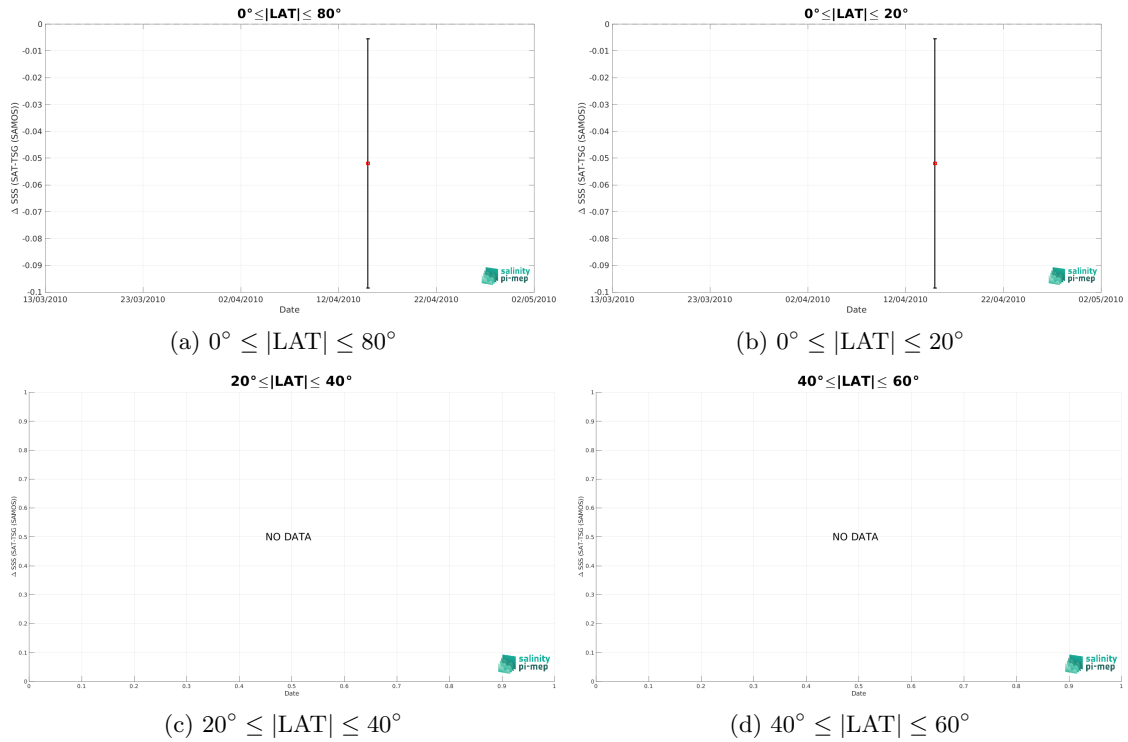 0°≤|LAT|≤ 80°
0
-0.01
-0.02
-0.03
-0.04
-0.05
-0.06
-0.07
-0.08
-0.09
-0.1
Δ SSS (SAT-TSG (SAMOS))
13/03/2010 23/03/2010 02/04/2010 12/04/2010 22/04/2010 02/05/2010
Date
salinity
pi-mep
(a) 0° ≤ |LAT| ≤ 80°
0°≤|LAT|≤ 20°
0
-0.01
-0.02
-0.03
-0.04
-0.05
-0.06
-0.07
-0.08
-0.09
-0.1
Δ SSS (SAT-TSG (SAMOS))
13/03/2010 23/03/2010 02/04/2010 12/04/2010 22/04/2010 02/05/2010
Date
salinity
pi-mep
(b) 0° ≤ |LAT| ≤ 20°
20°≤|LAT|≤ 40°
1
0.9
0.8
0.7
0.6
0.5
0.4
0.3
0.2
0.1
0
Δ SSS (SAT-TSG (SAMOS))
NO DATA
0 0.1 0.2 0.3 0.4 0.5 0.6 0.7 0.8 0.9 1
Date
salinity
pi-mep
(c) 20° ≤ |LAT| ≤ 40°
40°≤|LAT|≤ 60°
1
0.9
0.8
0.7
0.6
0.5
0.4
0.3
0.2
0.1
0
Δ SSS (SAT-TSG (SAMOS))
NO DATA
0 0.1 0.2 0.3 0.4 0.5 0.6 0.7 0.8 0.9 1
Date
salinity
pi-mep
(d) 40° ≤ |LAT| ≤ 60°